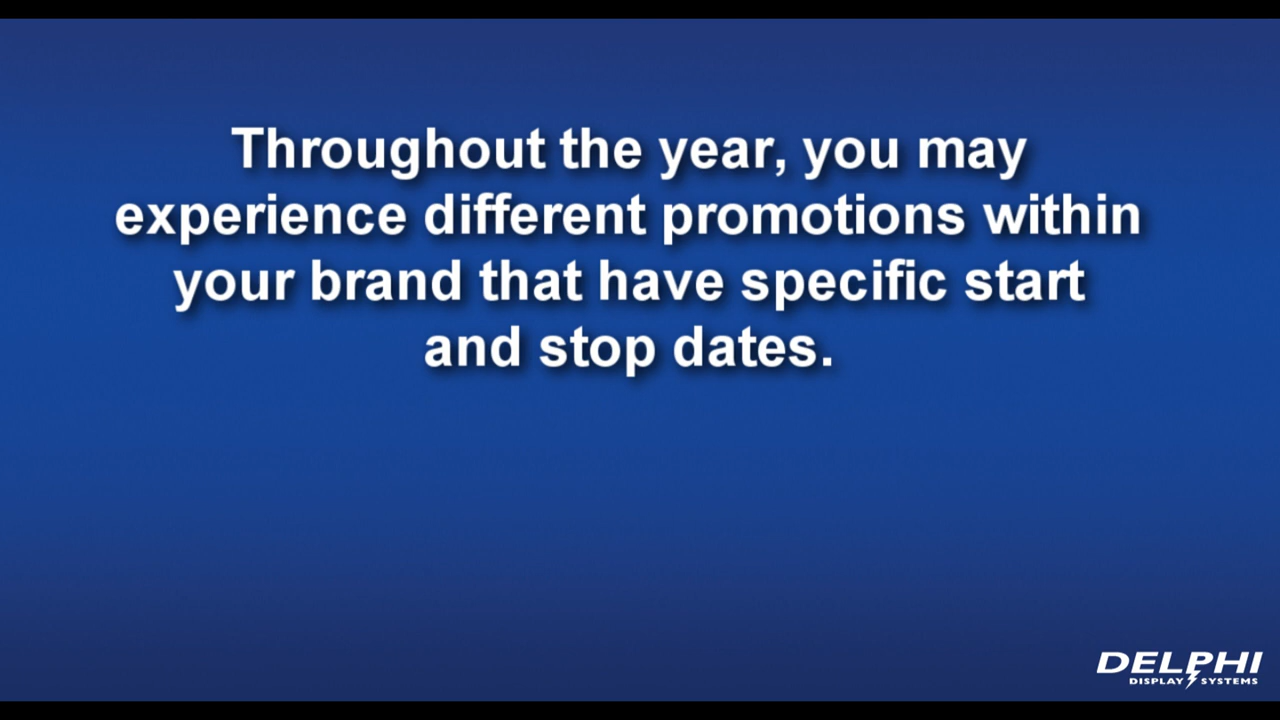 Throughout the year, you may
experience different promotions within
your brand that have specific start
and stop dates.
DELPHI
DISPLAY SYSTEMS